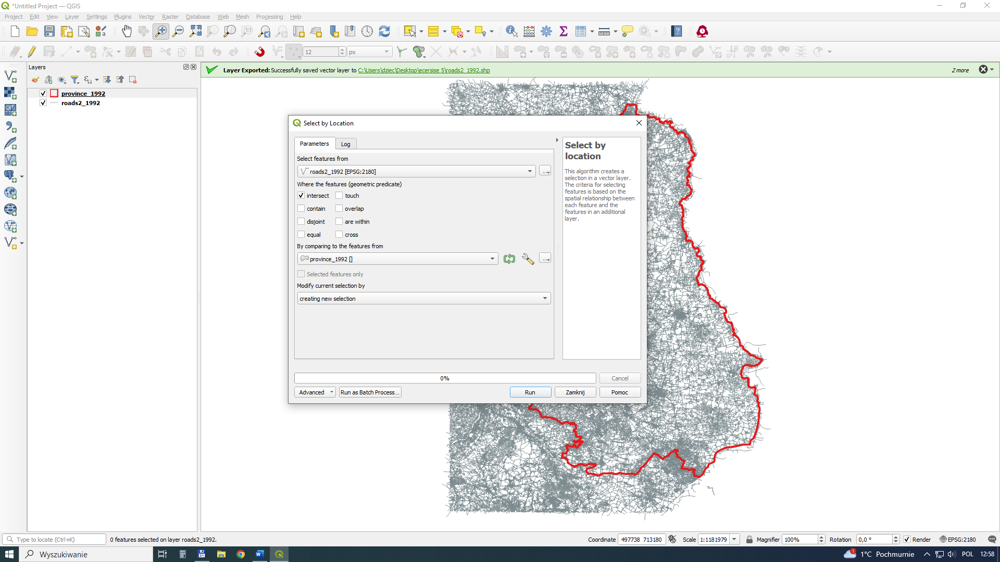 *Untitled Project — QGIS
Project Edit View Layer Settings Plugins Vector Raster Database Web Mesh Processing Help
12 px
Layers
province_1992
roads2_1992
Layer Exported: Successfully saved vector layer to C:\Users\dziec\Desktop\ecersise 5\roads2_1992.shp
2 more
Select by Location
Parameters Log
Select features from
roads2_1992 [EPSG:2180]
Where the features (geometric predicate)
intersect touch
contain overlap
disjoint are within
equal cross
By comparing to the features from
province_1992 []
Selected features only
Modify current selection by
creating new selection
Select by
location
This algorithm creates a
selection in a vector layer.
The criteria for selecting
features is based on the
spatial relationship between
each feature and the
features in an additional
layer.
0% Cancel
Advanced Run as Batch Process... Run Zamknij Pomoc
Type to locate (Ctrl+K) 0 features selected on layer roads2_1992. Coordinate 497738 713180 Scale 1:1181979 Magnifier 100% Rotation 0,0 ° Render EPSG:2180
Wyszukiwanie 1 1°C Pochmurnie POL 12:58